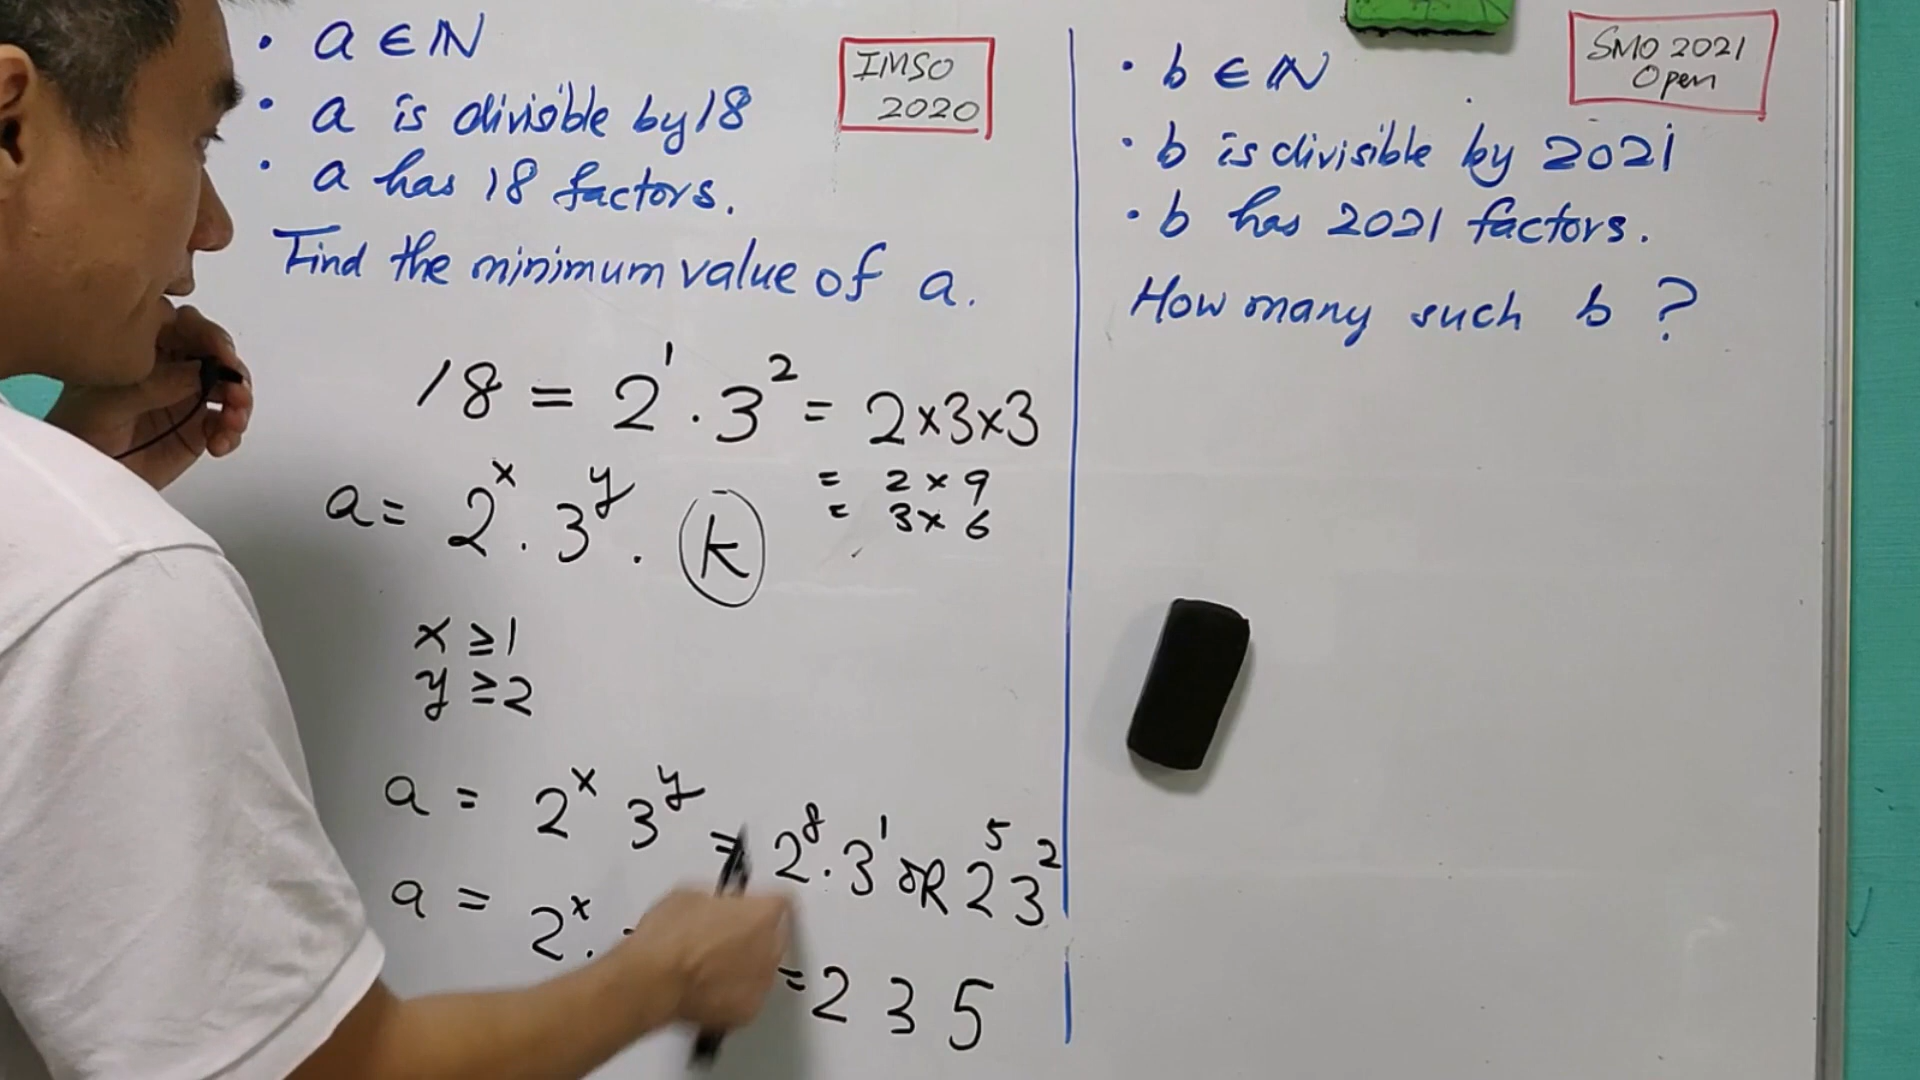 • a ∈ ℕ
• a is divisible by 18
• a has 18 factors.
Find the minimum value of a.
IMSO
2020
18 = 2¹ · 3² = 2×3×3
= 2 × 9
= 3 × 6
a = 2ˣ · 3ʸ · k
x ≥ 1
y ≥ 2
a = 2ˣ 3ʸ = 2⁸ · 3¹ OR 2⁵ 3²
a = 2ˣ ·
= 2 3 5
• b ∈ ℕ
• b is divisible by 2021
• b has 2021 factors.
How many such b ?
SMO 2021
Open